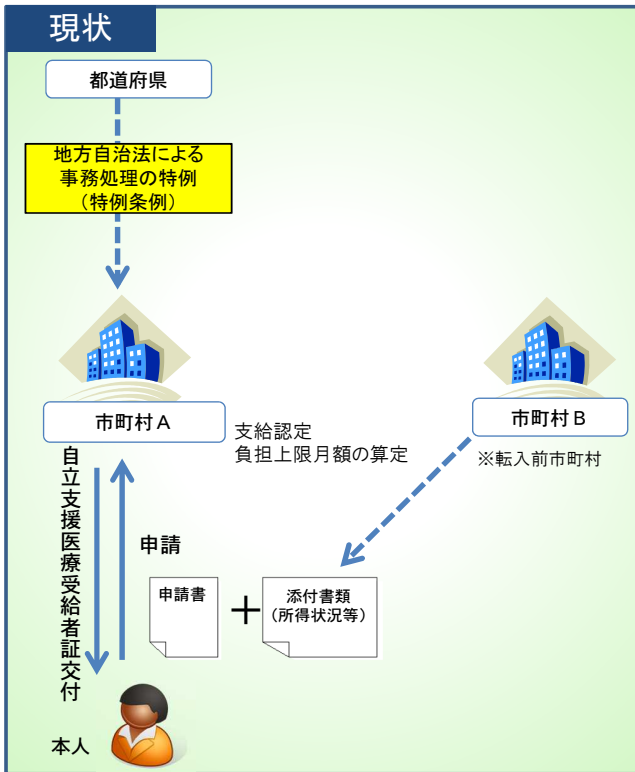 現状
都道府県
地方自治法による
事務処理の特例
(特例条例)
市町村A
市町村B
支給認定
負担上限月額の算定
※転入前市町村
自立支援医療受給者証交付
申請
申請書
+
添付書類
(所得状況等)
本人